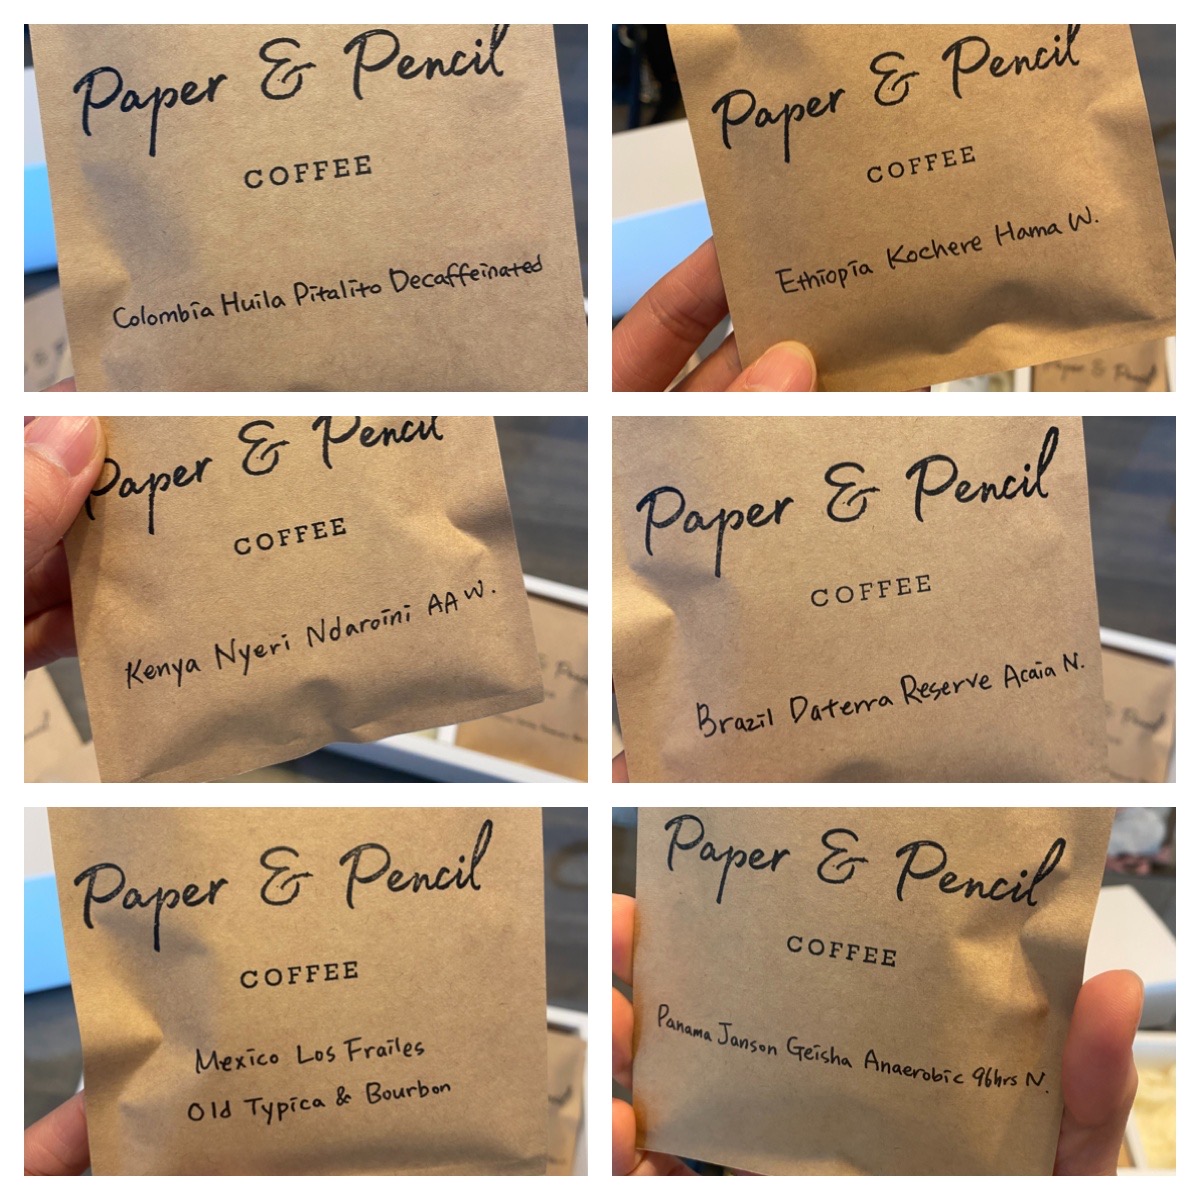 Paper & Pencil
COFFEE
Colombia Huila Pitalito Decaffeinated
Paper & Pencil
COFFEE
Ethiopia Kochere Hama W.
Paper & Pencil
Paper & Pencil
COFFEE
Kenya Nyeri Ndaroini AA W.
Paper & Pencil
COFFEE
Brazil Daterra Reserve Acaia N.
Paper & Pencil
COFFEE
Mexico Los Frailes
Old Typica & Bourbon
Paper & Pencil
COFFEE
Panama Janson Geisha Anaerobic 96hrs N.